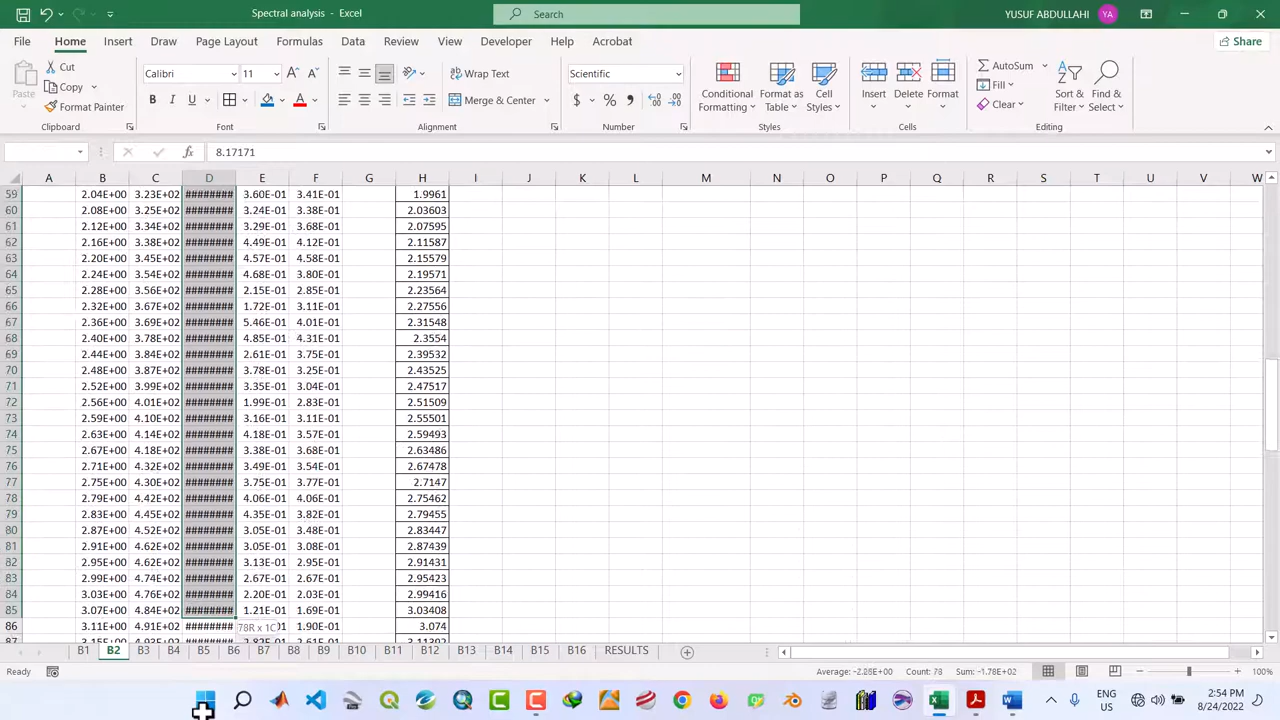 Spectral analysis - Excel
Search
YUSUF ABDULLAHI
YA
File Home Insert Draw Page Layout Formulas Data Review View Developer Help Acrobat
Share
Paste
Cut
Copy
Format Painter
Calibri
11
Wrap Text
Merge & Center
Scientific
Conditional Formatting
Format as Table
Cell Styles
Insert
Delete
Format
AutoSum
Fill
Clear
Sort & Filter
Find & Select
Clipboard Font Alignment Number Styles Cells Editing
fx 8.17171
A B C D E F G H I J K L M N O P Q R S T U V W
59 2.04E+00 3.23E+02 ######## 3.60E-01 3.41E-01 1.9961
60 2.08E+00 3.25E+02 ######## 3.24E-01 3.38E-01 2.03603
61 2.12E+00 3.34E+02 ######## 3.29E-01 3.68E-01 2.07595
62 2.16E+00 3.38E+02 ######## 4.49E-01 4.12E-01 2.11587
63 2.20E+00 3.45E+02 ######## 4.57E-01 4.58E-01 2.15579
64 2.24E+00 3.54E+02 ######## 4.68E-01 3.80E-01 2.19571
65 2.28E+00 3.56E+02 ######## 2.15E-01 2.85E-01 2.23564
66 2.32E+00 3.67E+02 ######## 1.72E-01 3.11E-01 2.27556
67 2.36E+00 3.69E+02 ######## 5.46E-01 4.01E-01 2.31548
68 2.40E+00 3.78E+02 ######## 4.85E-01 4.31E-01 2.3554
69 2.44E+00 3.84E+02 ######## 2.61E-01 3.75E-01 2.39532
70 2.48E+00 3.87E+02 ######## 3.78E-01 3.25E-01 2.43525
71 2.52E+00 3.99E+02 ######## 3.35E-01 3.04E-01 2.47517
72 2.56E+00 4.01E+02 ######## 1.99E-01 2.83E-01 2.51509
73 2.59E+00 4.10E+02 ######## 3.16E-01 3.11E-01 2.55501
74 2.63E+00 4.14E+02 ######## 4.18E-01 3.57E-01 2.59493
75 2.67E+00 4.18E+02 ######## 3.38E-01 3.68E-01 2.63486
76 2.71E+00 4.32E+02 ######## 3.49E-01 3.54E-01 2.67478
77 2.75E+00 4.30E+02 ######## 3.75E-01 3.77E-01 2.7147
78 2.79E+00 4.42E+02 ######## 4.06E-01 4.06E-01 2.75462
79 2.83E+00 4.45E+02 ######## 4.35E-01 3.82E-01 2.79455
80 2.87E+00 4.52E+02 ######## 3.05E-01 3.48E-01 2.83447
81 2.91E+00 4.62E+02 ######## 3.05E-01 3.08E-01 2.87439
82 2.95E+00 4.62E+02 ######## 3.13E-01 2.95E-01 2.91431
83 2.99E+00 4.74E+02 ######## 2.67E-01 2.67E-01 2.95423
84 3.03E+00 4.76E+02 ######## 2.20E-01 2.03E-01 2.99416
85 3.07E+00 4.84E+02 ######## 1.21E-01 1.69E-01 3.03408
86 3.11E+00 4.91E+02 ######## 78R x 1C 1.90E-01 3.074
87 3.15E+00 4.93E+02 ######## 2.82E-01 2.61E-01 3.11392
B1 B2 B3 B4 B5 B6 B7 B8 B9 B10 B11 B12 B13 B14 B15 B16 RESULTS
Ready
Average: -2.28E+00 Count: 78 Sum: -1.78E+02
100%
ENG
US
2:54 PM
8/24/2022